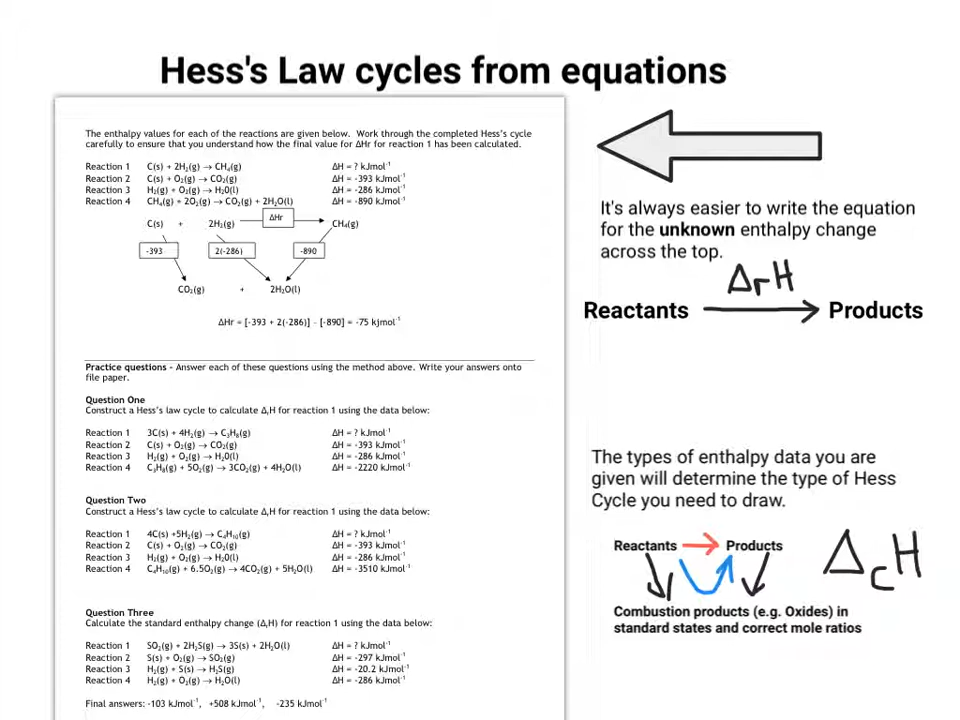 Hess's Law cycles from equations
The enthalpy values for each of the reactions are given below. Work through the completed Hess's cycle
carefully to ensure that you understand how the final value for ΔHr for reaction 1 has been calculated.
Reaction 1 C(s) + 2H₂(g) → CH₄(g) ΔH = ? kJmol⁻¹
Reaction 2 C(s) + O₂(g) → CO₂(g) ΔH = -393 kJmol⁻¹
Reaction 3 H₂(g) + O₂(g) → H₂0(l) ΔH = -286 kJmol⁻¹
Reaction 4 CH₄(g) + 2O₂(g) → CO₂(g) + 2H₂O(l) ΔH = -890 kJmol⁻¹
C(s) + 2H₂(g) ΔHr CH₄(g)
-393 2(-286) -890
CO₂(g) + 2H₂O(l)
ΔHr = [-393 + 2(-286)] – [-890] = -75 kjmol⁻¹
Practice questions – Answer each of these questions using the method above. Write your answers onto
file paper.
Question One
Construct a Hess's law cycle to calculate ΔᵣH for reaction 1 using the data below:
Reaction 1 3C(s) + 4H₂(g) → C₃H₈(g) ΔH = ? kJmol⁻¹
Reaction 2 C(s) + O₂(g) → CO₂(g) ΔH = -393 kJmol⁻¹
Reaction 3 H₂(g) + O₂(g) → H₂0(l) ΔH = -286 kJmol⁻¹
Reaction 4 C₃H₈(g) + 5O₂(g) → 3CO₂(g) + 4H₂O(l) ΔH = -2220 kJmol⁻¹
Question Two
Construct a Hess's law cycle to calculate ΔᵣH for reaction 1 using the data below:
Reaction 1 4C(s) +5H₂(g) → C₄H₁₀(g) ΔH = ? kJmol⁻¹
Reaction 2 C(s) + O₂(g) → CO₂(g) ΔH = -393 kJmol⁻¹
Reaction 3 H₂(g) + O₂(g) → H₂0(l) ΔH = -286 kJmol⁻¹
Reaction 4 C₄H₁₀(g) + 6.5O₂(g) → 4CO₂(g) + 5H₂O(l) ΔH = -3510 kJmol⁻¹
Question Three
Calculate the standard enthalpy change (ΔᵣH) for reaction 1 using the data below:
Reaction 1 SO₂(g) + 2H₂S(g) → 3S(s) + 2H₂O(l) ΔH = ? kJmol⁻¹
Reaction 2 S(s) + O₂(g) → SO₂(g) ΔH = -297 kJmol⁻¹
Reaction 3 H₂(g) + S(s) → H₂S(g) ΔH = -20.2 kJmol⁻¹
Reaction 4 H₂(g) + O₂(g) → H₂O(l) ΔH = -286 kJmol⁻¹
Final answers: -103 kJmol⁻¹, +508 kJmol⁻¹, -235 kJmol⁻¹
It's always easier to write the equation
for the unknown enthalpy change
across the top.
ΔrH
Reactants → Products
The types of enthalpy data you are
given will determine the type of Hess
Cycle you need to draw.
Reactants → Products
ΔcH
Combustion products (e.g. Oxides) in
standard states and correct mole ratios